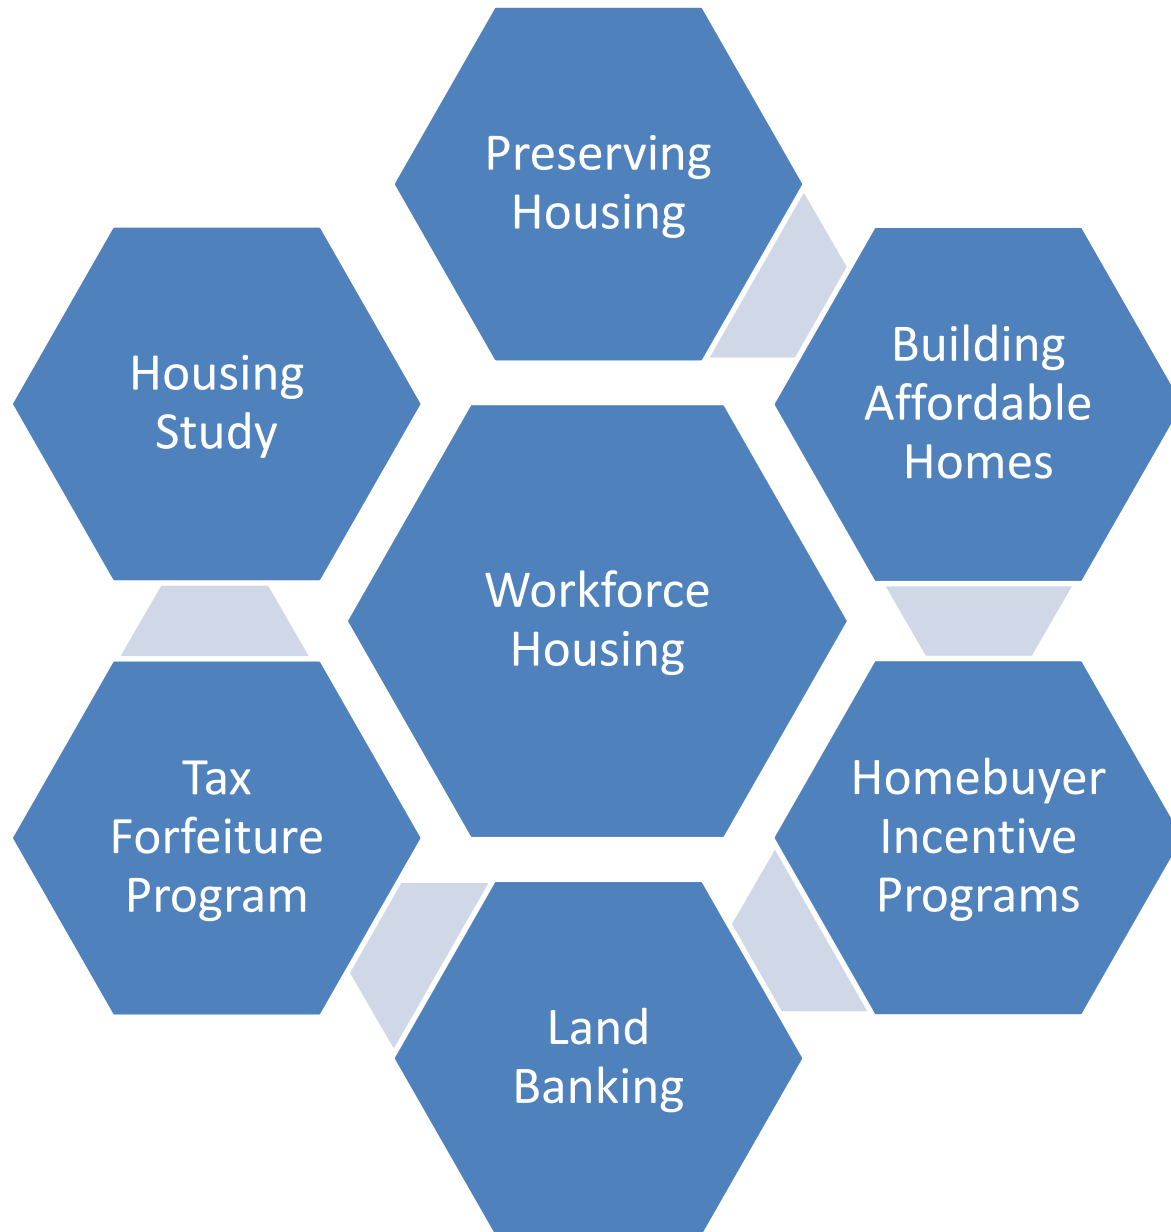 Preserving
Housing
Building
Affordable
Homes
Housing
Study
Workforce
Housing
Homebuyer
Incentive
Programs
Tax
Forfeiture
Program
Land
Banking